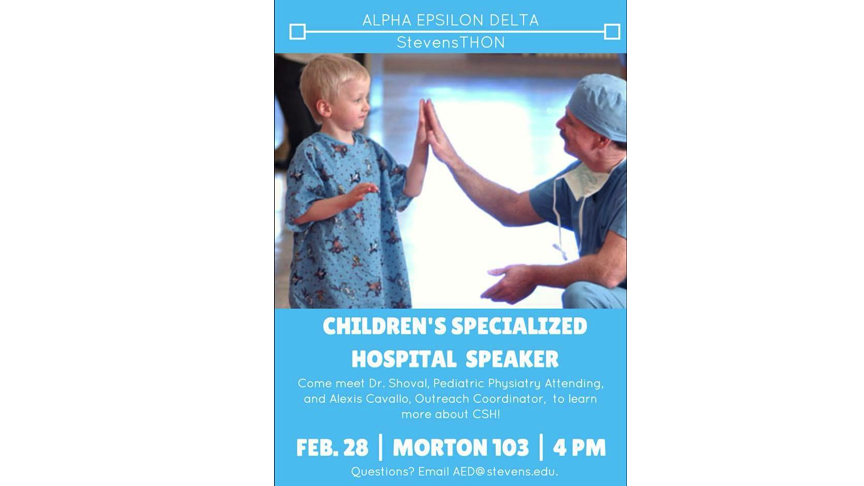 ALPHA EPSILON DELTA
StevensTHON
CHILDREN'S SPECIALIZED
HOSPITAL SPEAKER
Come meet Dr. Shoval, Pediatric Physiatry Attending,
and Alexis Cavallo, Outreach Coordinator, to learn
more about CSH!
FEB. 28 | MORTON 103 | 4 PM
Questions? Email AED@stevens.edu.